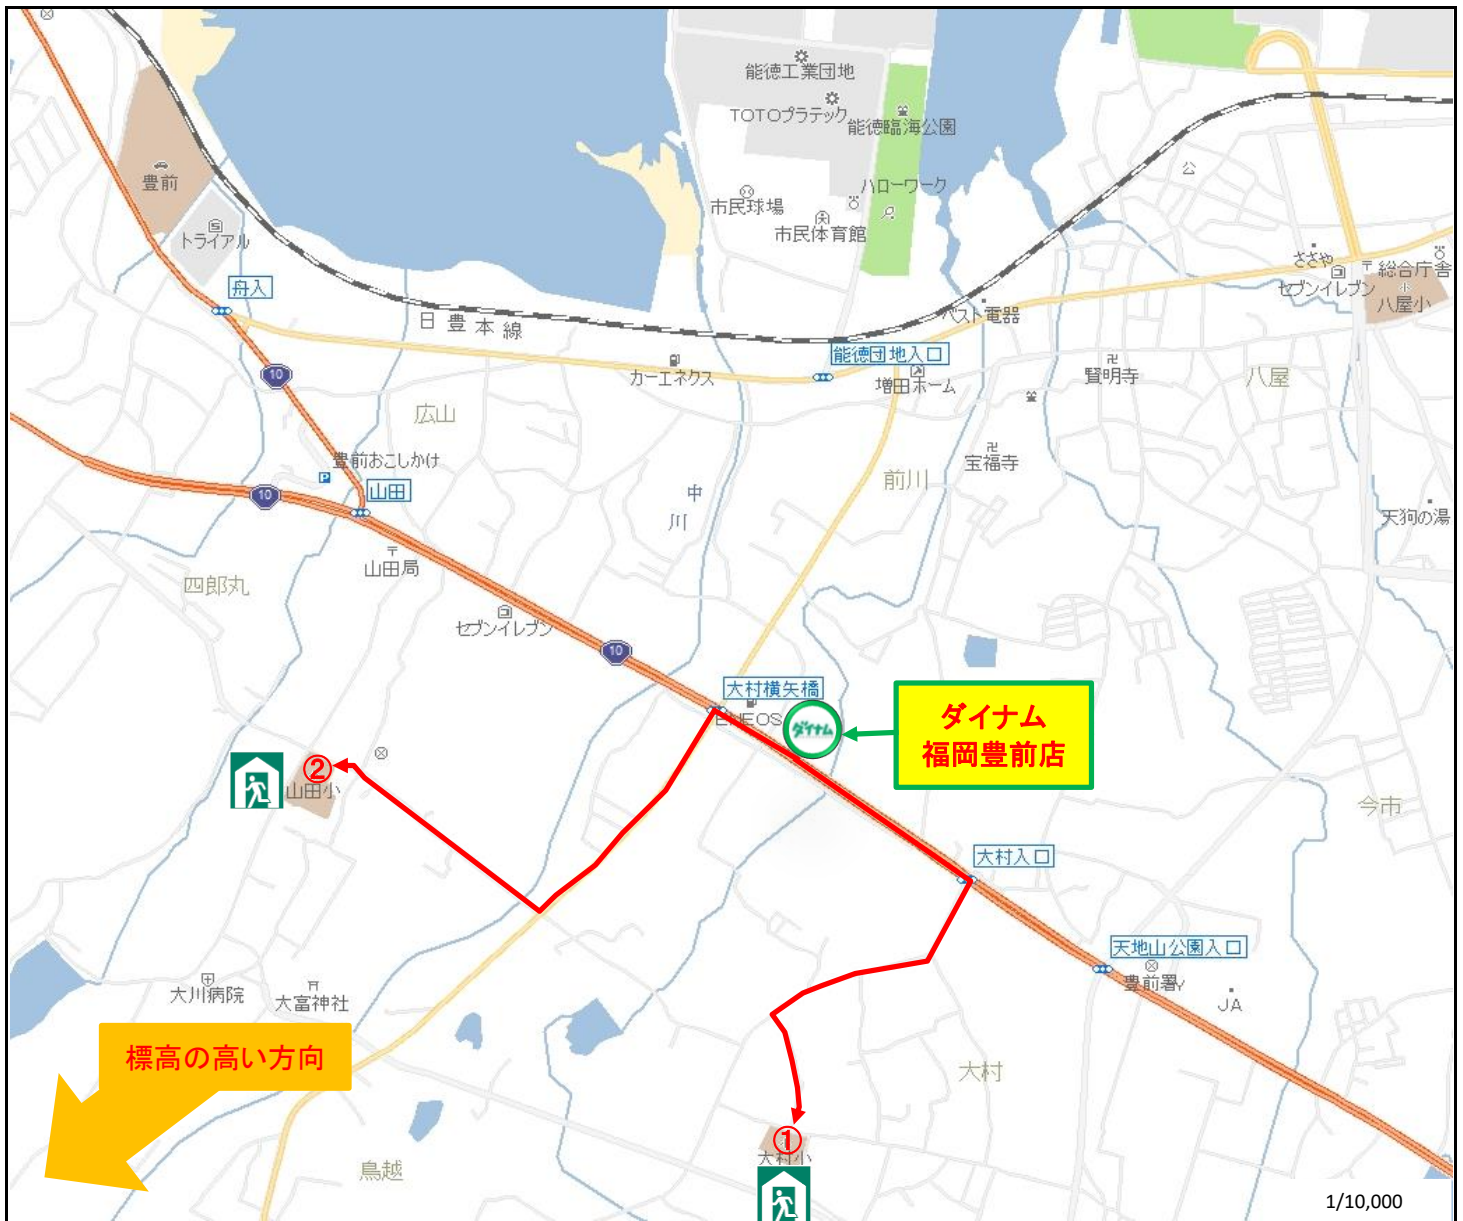 能徳工業団地
TOTOプラテック
能徳臨海公園
豊前
ハローワーク
公
市民球場
市民体育館
トライアル
ささや
〒総合庁舎
セブンイレブン
八屋小
舟入
日豊本線
ベスト電器
能徳団地入口
カーエネクス
増田ホーム
賢明寺
八屋
10
広山
豊前おこしかけ
P
宝福寺
前川
10
山田
中川
天狗の湯
〒
山田局
四郎丸
セブンイレブン
10
大村横矢橋
ENEOS
ダイナム
ダイナム
福岡豊前店
②
山田小
今市
大村入口
天地山公園入口
豊前署
JA
大川病院
大富神社
標高の高い方向
大村
①
大村小
鳥越
1/10,000